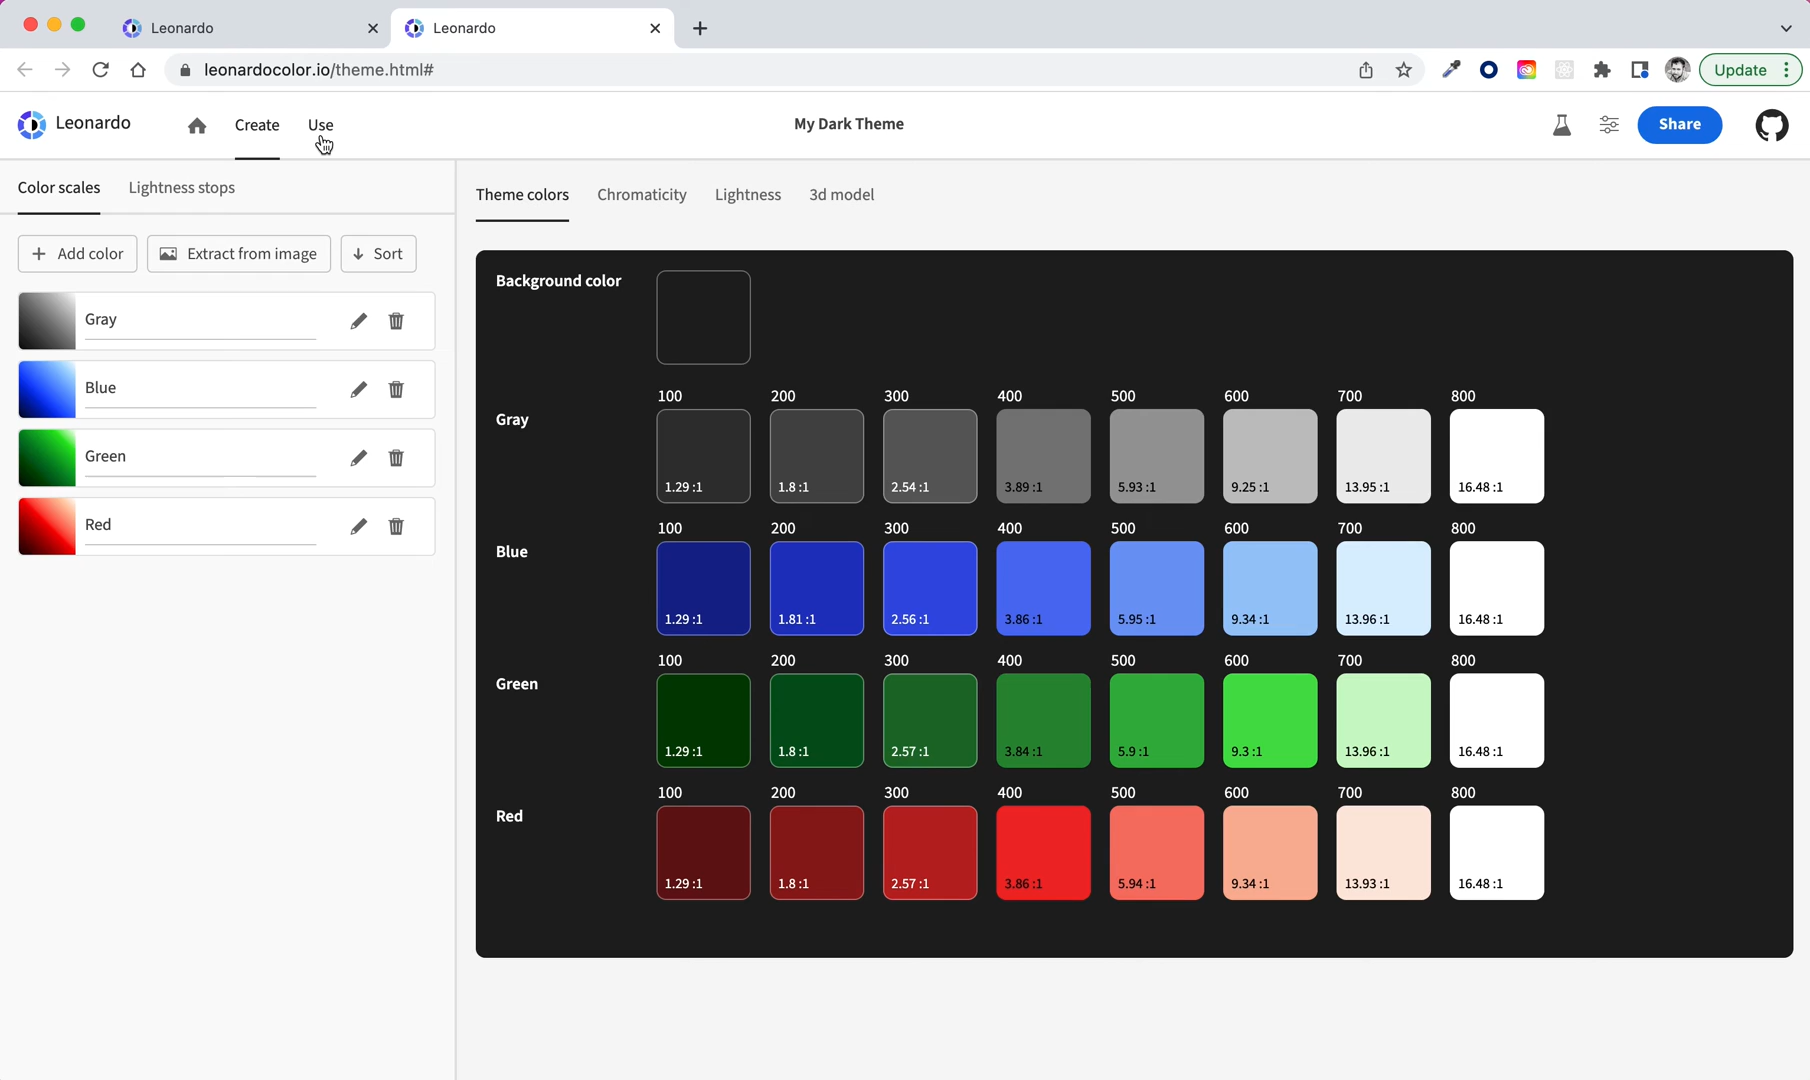 Leonardo
Leonardo
leonardocolor.io/theme.html#
Update
Leonardo
Create
Use
My Dark Theme
Share
Color scales
Lightness stops
Theme colors
Chromaticity
Lightness
3d model
Add color
Extract from image
Sort
Gray
Blue
Green
Red
Background color
100 200 300 400 500 600 700 800
Gray
1.29 :1 1.8 :1 2.54 :1 3.89 :1 5.93 :1 9.25 :1 13.95 :1 16.48 :1
100 200 300 400 500 600 700 800
Blue
1.29 :1 1.81 :1 2.56 :1 3.86 :1 5.95 :1 9.34 :1 13.96 :1 16.48 :1
100 200 300 400 500 600 700 800
Green
1.29 :1 1.8 :1 2.57 :1 3.84 :1 5.9 :1 9.3 :1 13.96 :1 16.48 :1
100 200 300 400 500 600 700 800
Red
1.29 :1 1.8 :1 2.57 :1 3.86 :1 5.94 :1 9.34 :1 13.93 :1 16.48 :1